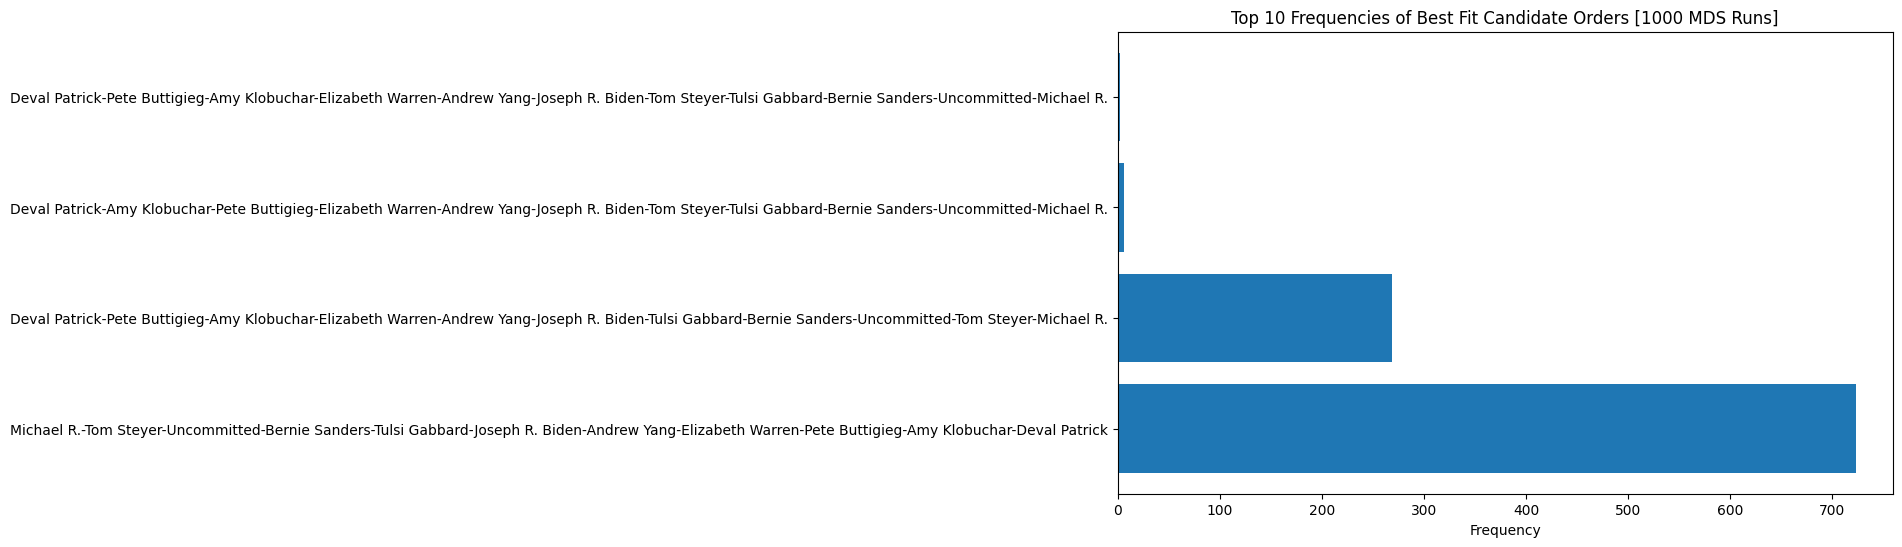 Top 10 Frequencies of Best Fit Candidate Orders [1000 MDS Runs]
Deval Patrick-Pete Buttigieg-Amy Klobuchar-Elizabeth Warren-Andrew Yang-Joseph R. Biden-Tom Steyer-Tulsi Gabbard-Bernie Sanders-Uncommitted-Michael R.
Deval Patrick-Amy Klobuchar-Pete Buttigieg-Elizabeth Warren-Andrew Yang-Joseph R. Biden-Tom Steyer-Tulsi Gabbard-Bernie Sanders-Uncommitted-Michael R.
Deval Patrick-Pete Buttigieg-Amy Klobuchar-Elizabeth Warren-Andrew Yang-Joseph R. Biden-Tulsi Gabbard-Bernie Sanders-Uncommitted-Tom Steyer-Michael R.
Michael R.-Tom Steyer-Uncommitted-Bernie Sanders-Tulsi Gabbard-Joseph R. Biden-Andrew Yang-Elizabeth Warren-Pete Buttigieg-Amy Klobuchar-Deval Patrick
0 100 200 300 400 500 600 700
Frequency